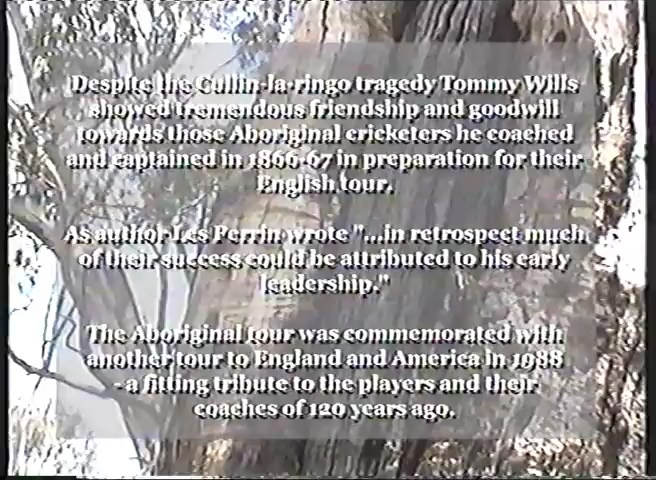 Despite the Cullin-la-ringo tragedy Tommy Wills
showed tremendous friendship and goodwill
towards those Aboriginal cricketers he coached
and captained in 1866-67 in preparation for their
English tour.
As author Les Perrin wrote "...in retrospect much
of their success could be attributed to his early
leadership."
The Aboriginal tour was commemorated with
another tour to England and America in 1988
- a fitting tribute to the players and their
coaches of 120 years ago.